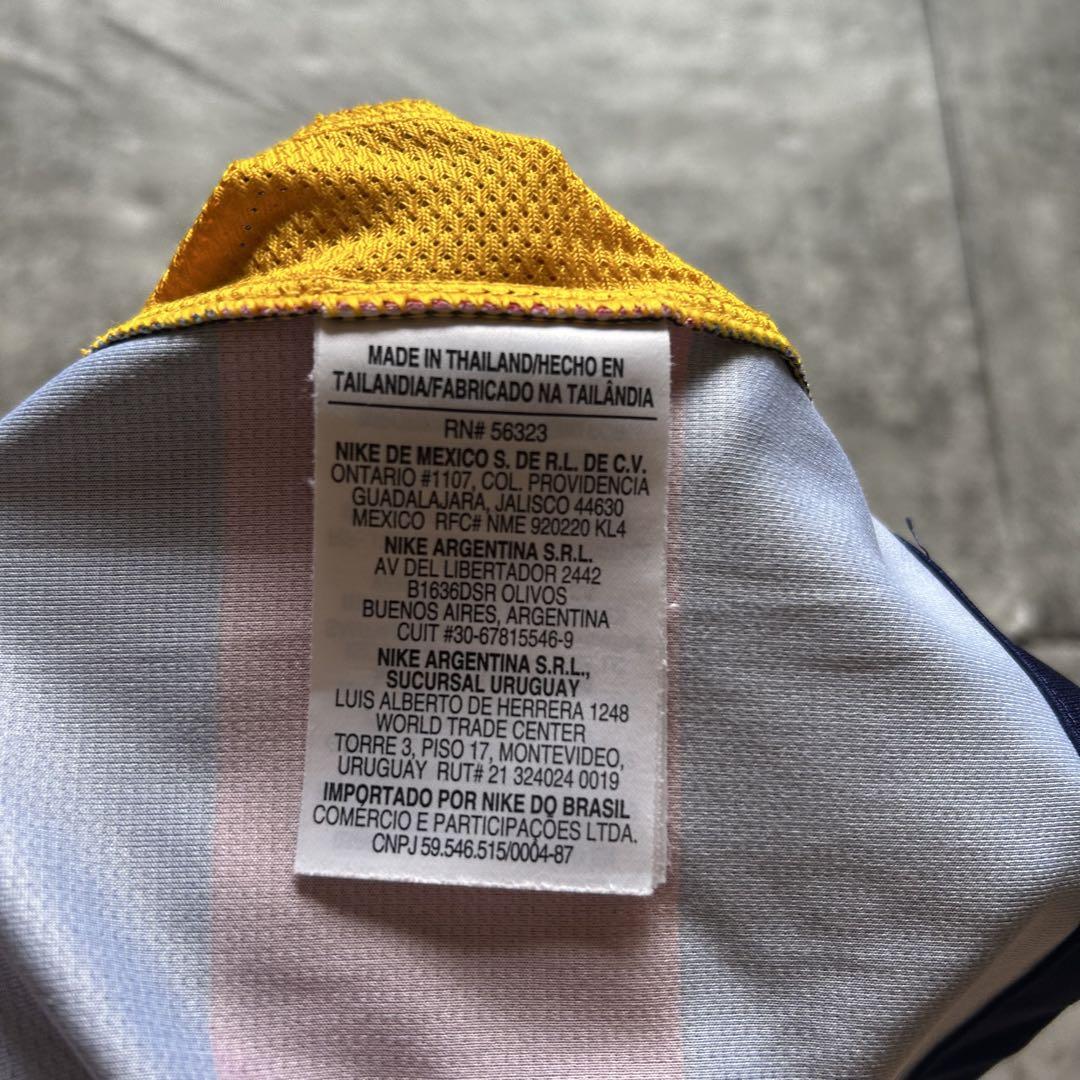 MADE IN THAILAND/HECHO EN
TAILANDIA/FABRICADO NA TAILÂNDIA
RN# 56323
NIKE DE MEXICO S. DE R.L. DE C.V.
ONTARIO #1107, COL. PROVIDENCIA
GUADALAJARA, JALISCO 44630
MEXICO RFC# NME 920220 KL4
NIKE ARGENTINA S.R.L.
AV DEL LIBERTADOR 2442
B1636DSR OLIVOS
BUENOS AIRES, ARGENTINA
CUIT #30-67815546-9
NIKE ARGENTINA S.R.L.,
SUCURSAL URUGUAY
LUIS ALBERTO DE HERRERA 1248
WORLD TRADE CENTER
TORRE 3, PISO 17, MONTEVIDEO,
URUGUAY RUT# 21 324024 0019
IMPORTADO POR NIKE DO BRASIL
COMÉRCIO E PARTICIPAÇÕES LTDA.
CNPJ 59.546.515/0004-87